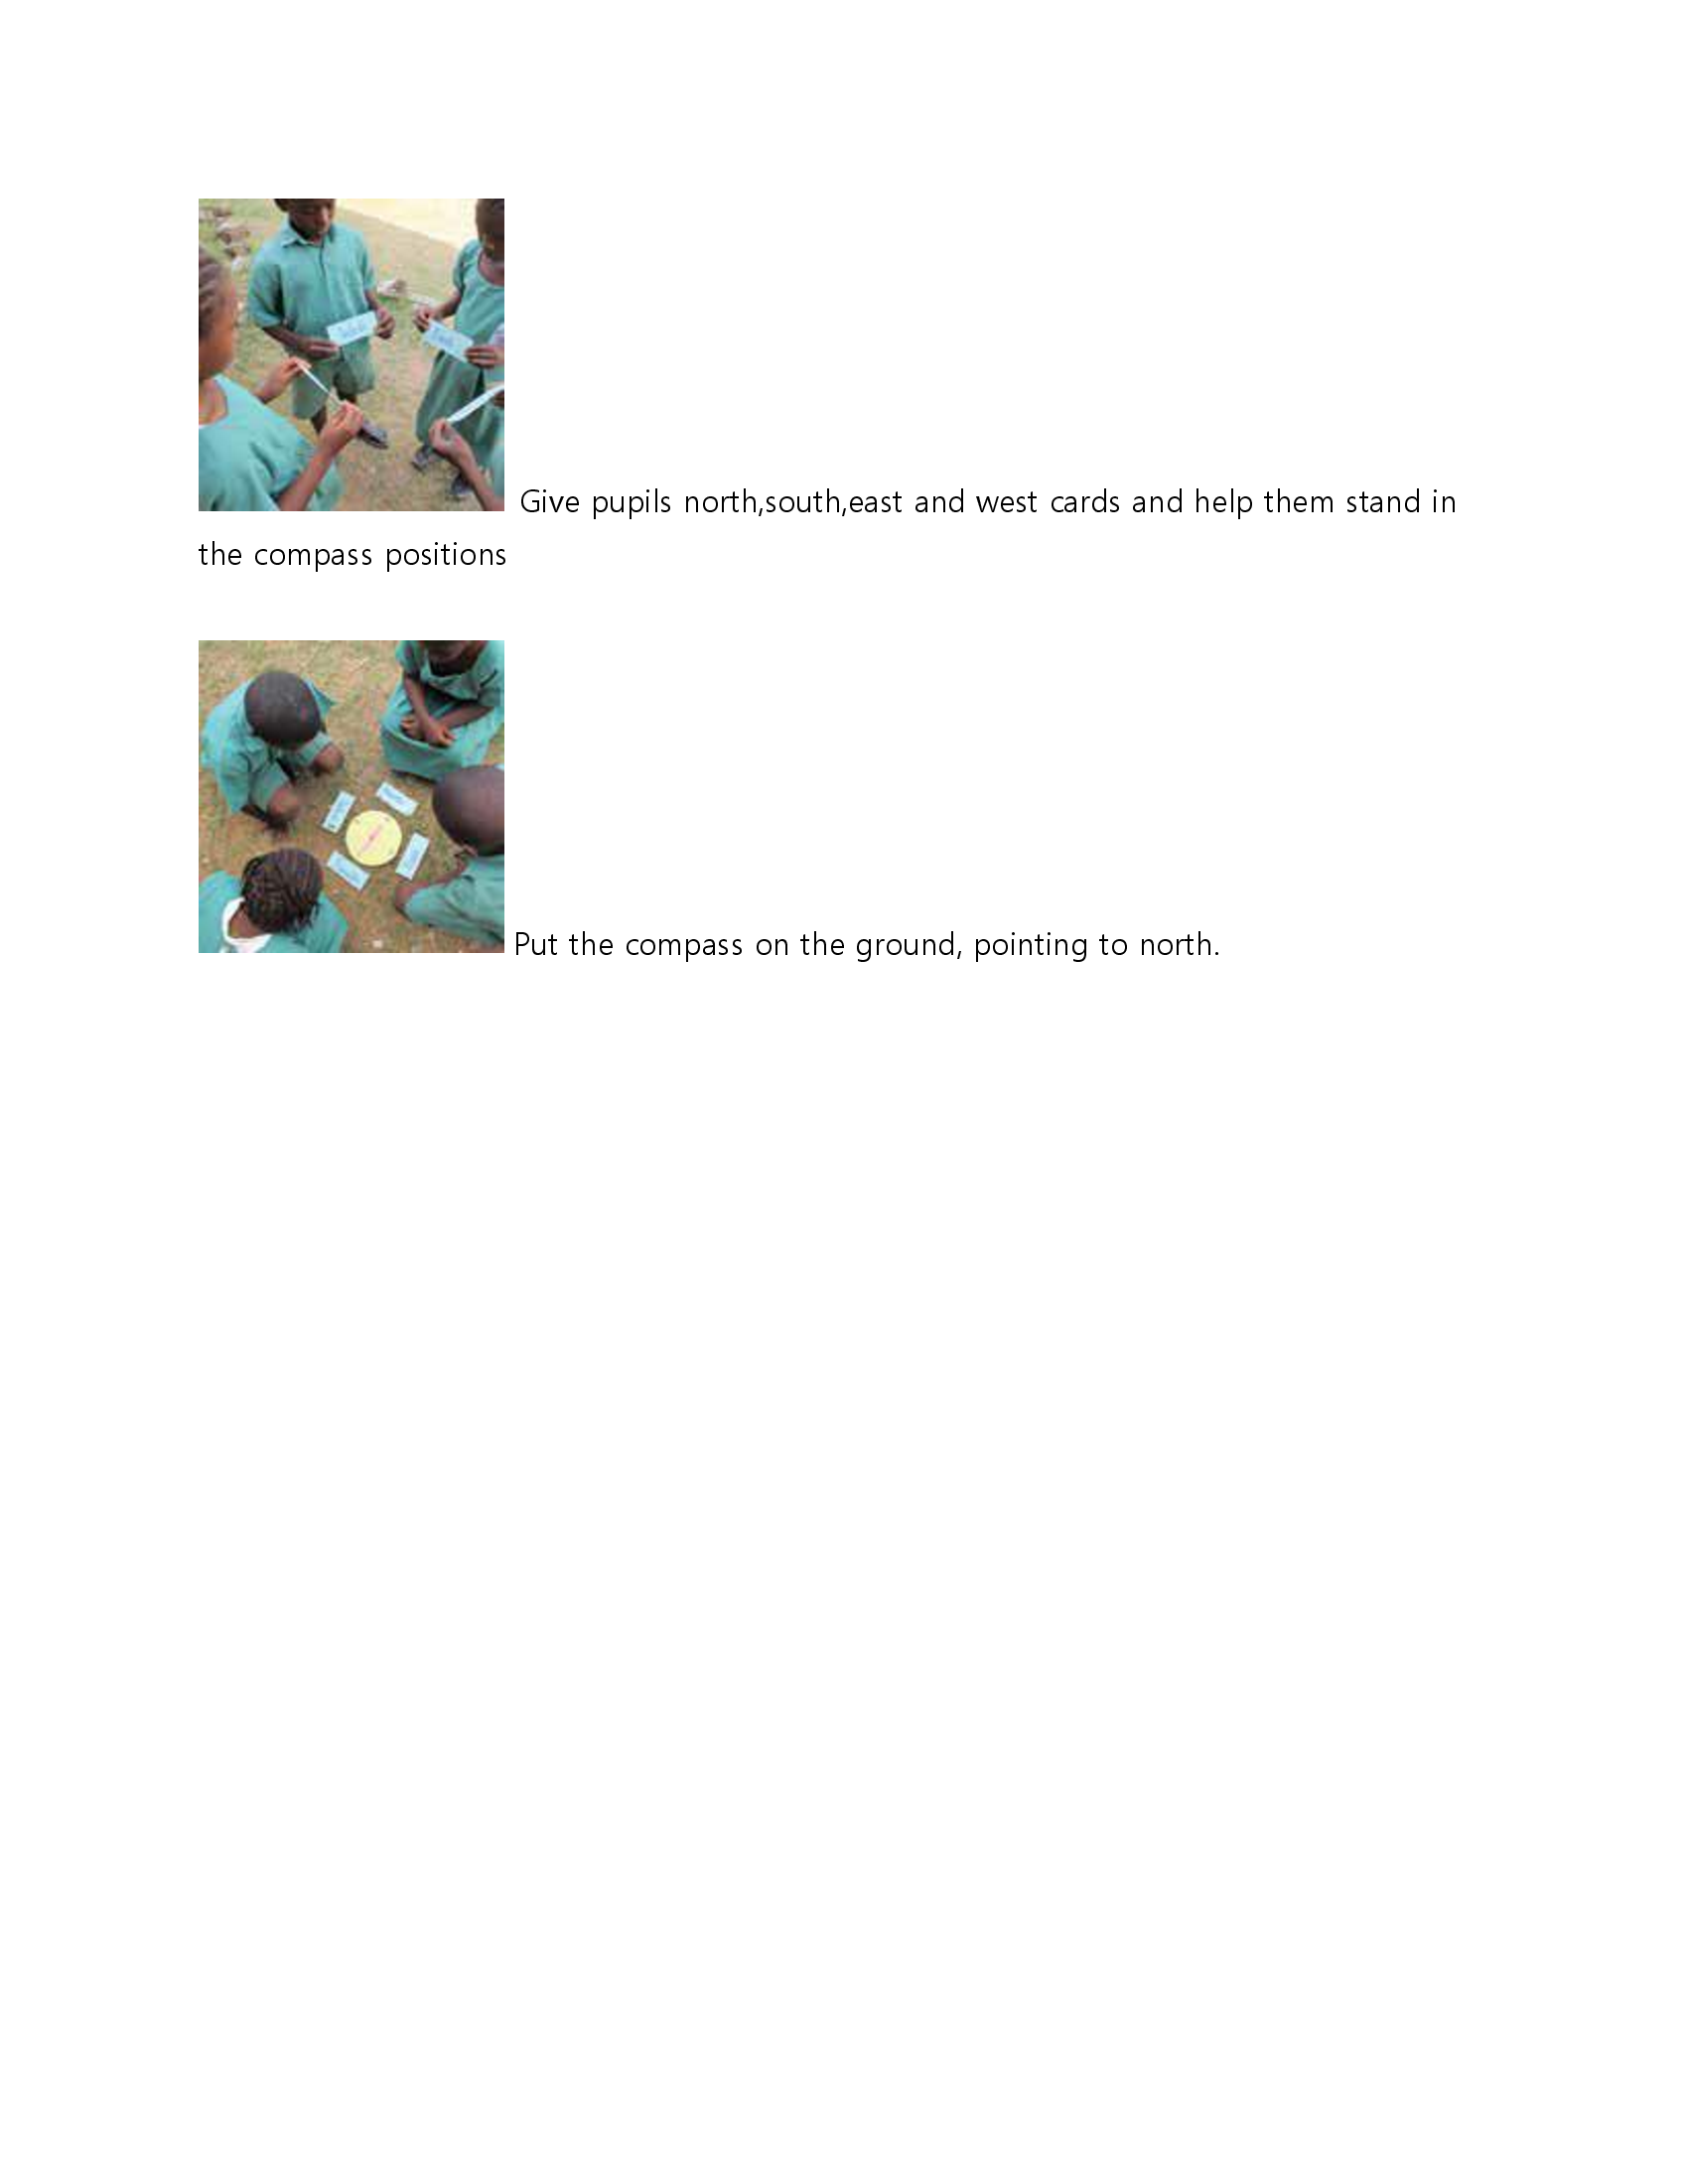 Give pupils north,south,east and west cards and help them stand in
the compass positions
Put the compass on the ground, pointing to north.